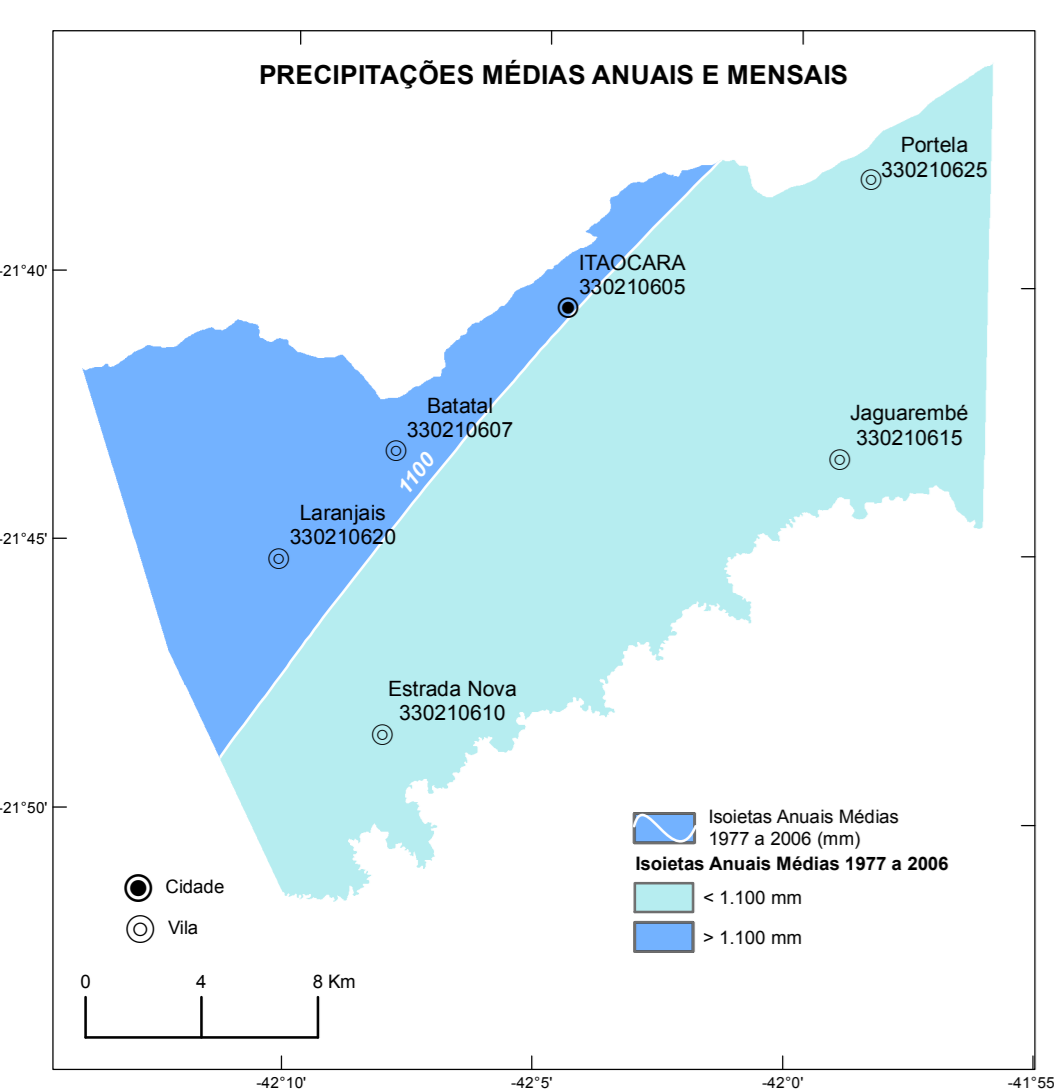 PRECIPITAÇÕES MÉDIAS ANUAIS E MENSAIS
Portela
330210625
-21°40'
ITAOCARA
330210605
Batatal
330210607
Jaguarembé
330210615
1100
Laranjais
330210620
-21°45'
Estrada Nova
330210610
-21°50'
Isoietas Anuais Médias
1977 a 2006 (mm)
Isoietas Anuais Médias 1977 a 2006
< 1.100 mm
> 1.100 mm
Cidade
Vila
0 4 8 Km
-42°10' -42°5' -42°0' -41°55'